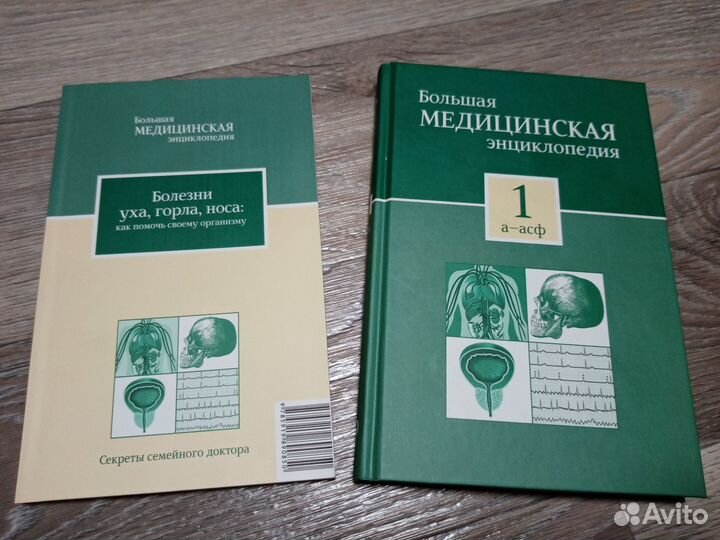 Большая
МЕДИЦИНСКАЯ
энциклопедия
Болезни
уха, горла, носа:
как помочь своему организму
Секреты семейного доктора
Большая
МЕДИЦИНСКАЯ
энциклопедия
1
а–асф
Avito